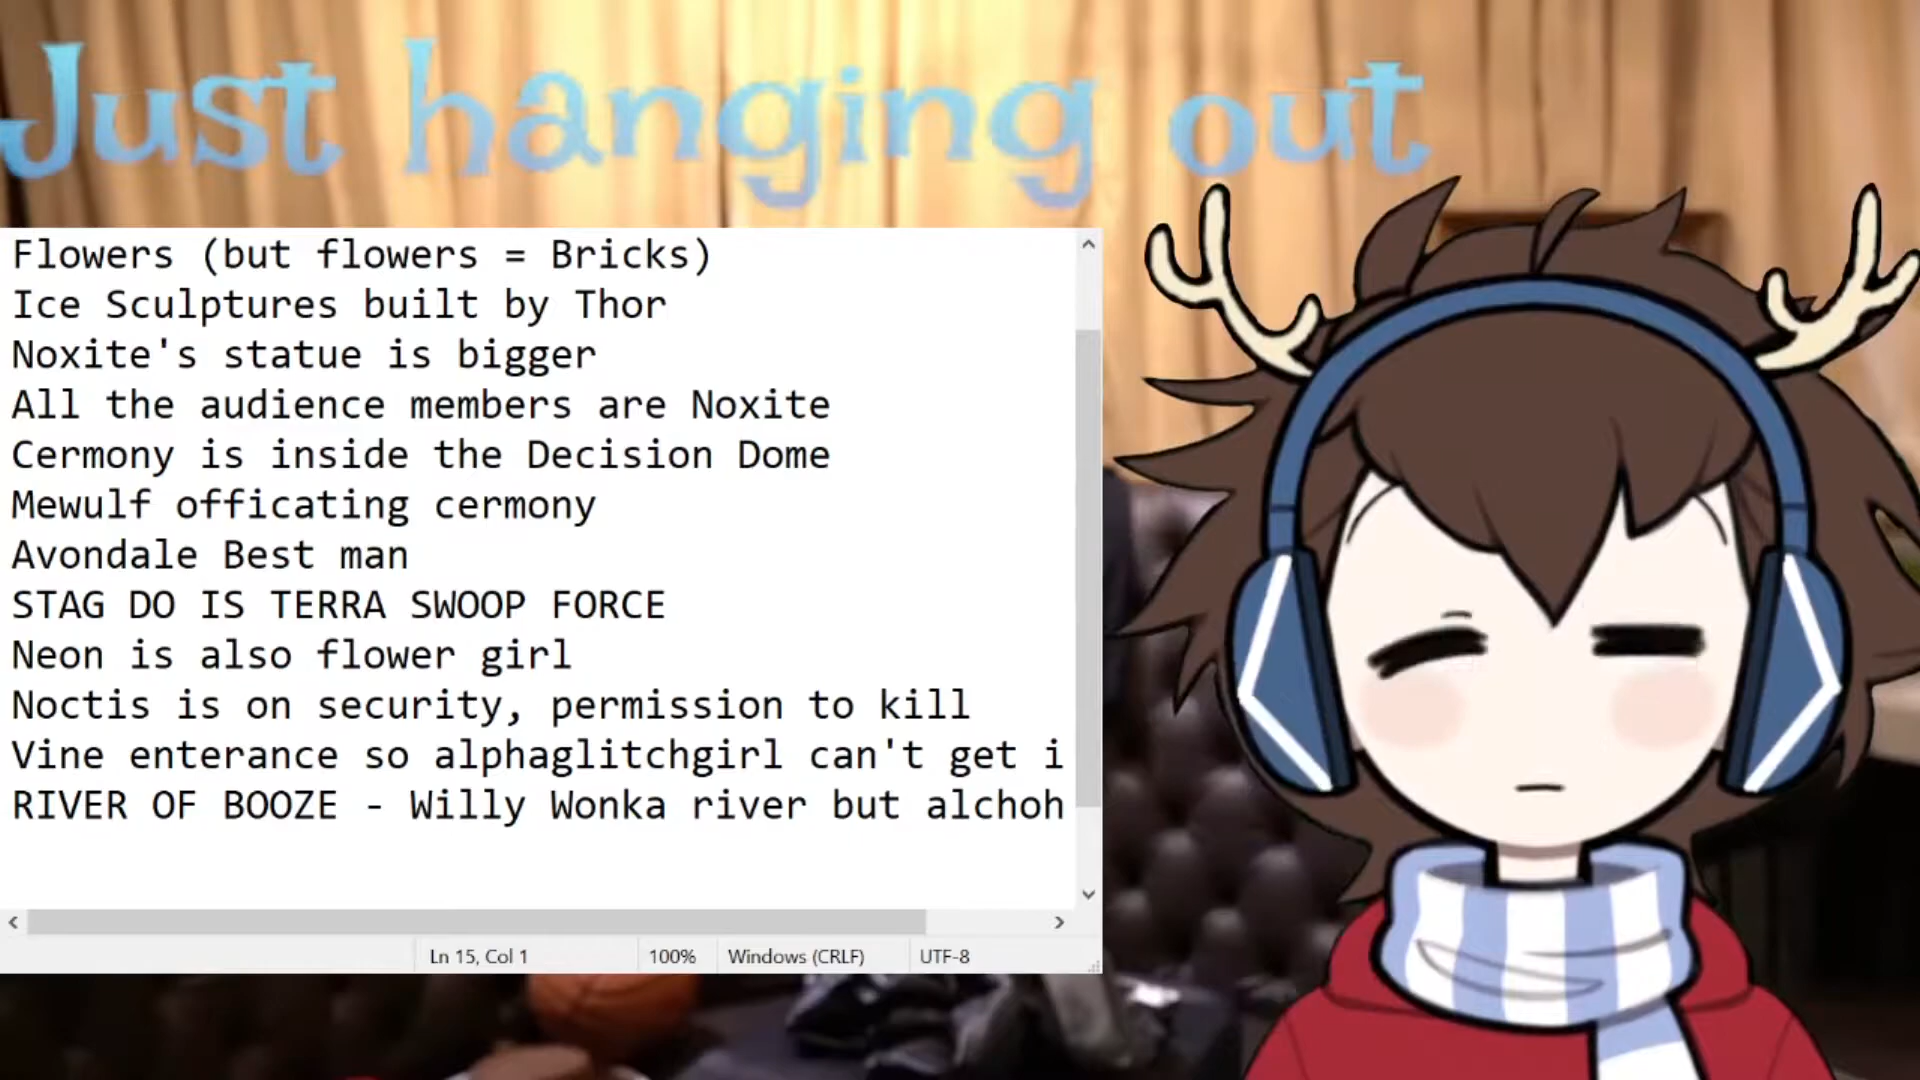 Just hanging out
Flowers (but flowers = Bricks)
Ice Sculptures built by Thor
Noxite's statue is bigger
All the audience members are Noxite
Cermony is inside the Decision Dome
Mewulf officating cermony
Avondale Best man
STAG DO IS TERRA SWOOP FORCE
Neon is also flower girl
Noctis is on security, permission to kill
Vine enterance so alphaglitchgirl can't get i
RIVER OF BOOZE - Willy Wonka river but alchoh
Ln 15, Col 1 100% Windows (CRLF) UTF-8